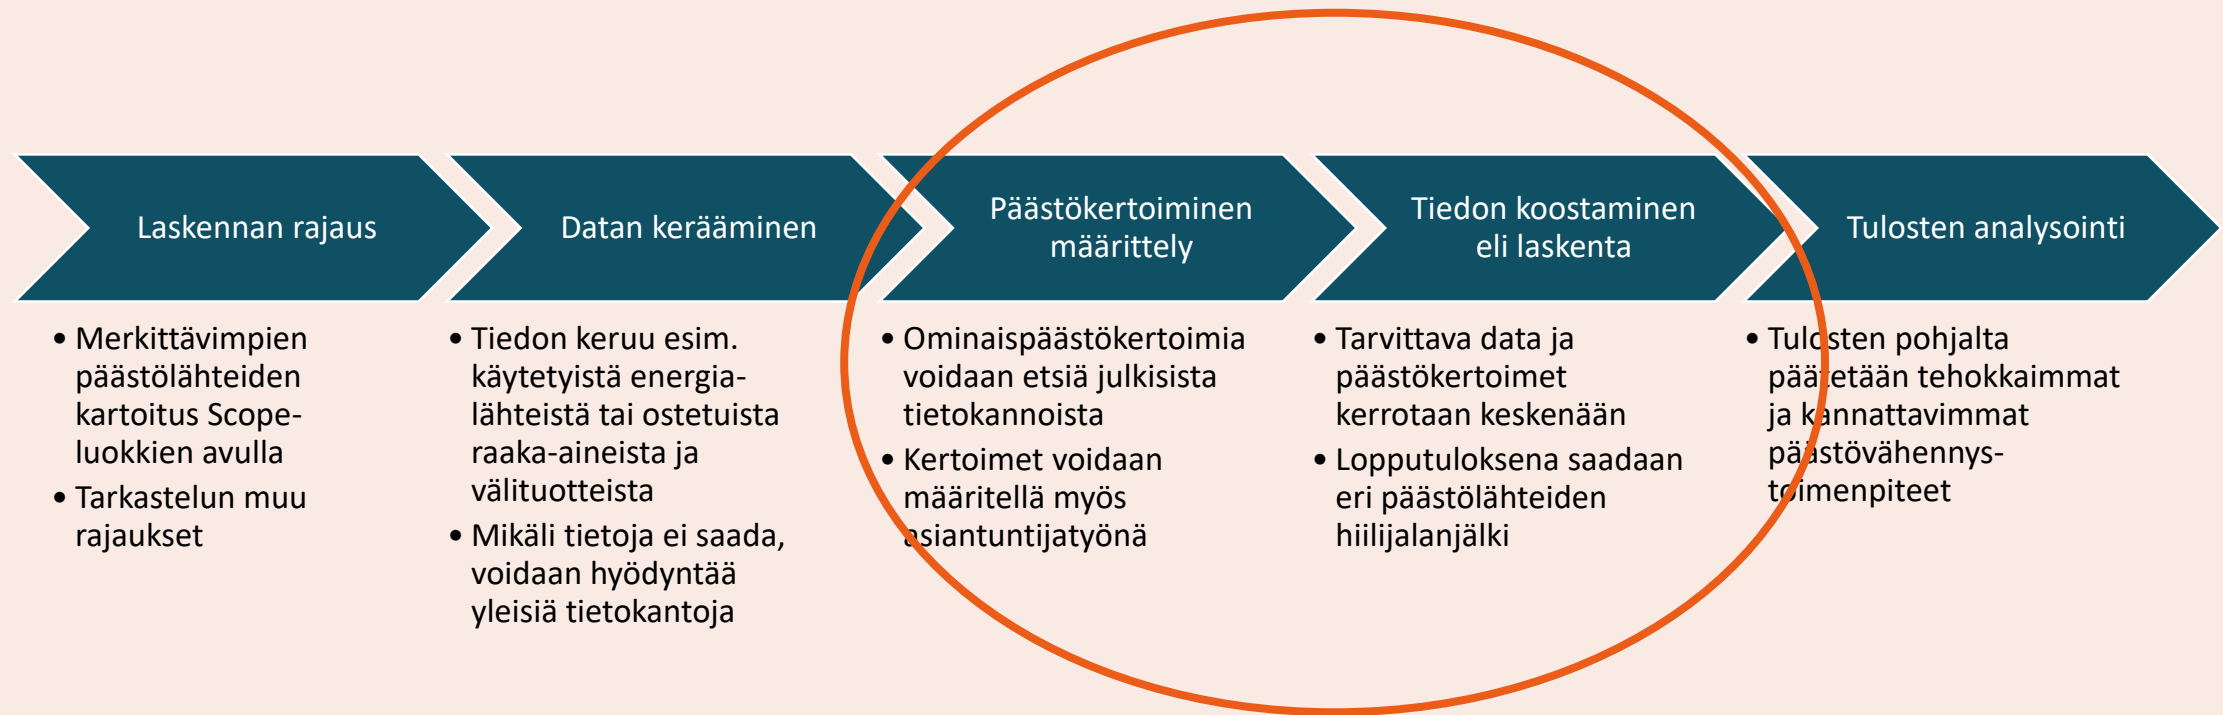 Laskennan rajaus
• Merkittävimpien
päästölähteiden
kartoitus Scope-
luokkien avulla
• Tarkastelun muu
rajaukset
Datan kerääminen
• Tiedon keruu esim.
käytetyistä energia-
lähteistä tai ostetuista
raaka-aineista ja
välituotteista
• Mikäli tietoja ei saada,
voidaan hyödyntää
yleisiä tietokantoja
Päästökertoiminen
määrittely
• Ominaispäästökertoimia
voidaan etsiä julkisista
tietokannoista
• Kertoimet voidaan
määritellä myös
asiantuntijatyönä
Tiedon koostaminen
eli laskenta
• Tarvittava data ja
päästökertoimet
kerrotaan keskenään
• Lopputuloksena saadaan
eri päästölähteiden
hiilijalanjälki
Tulosten analysointi
• Tulosten pohjalta
päätetään tehokkaimmat
ja kannattavimmat
päästövähennys-
toimenpiteet